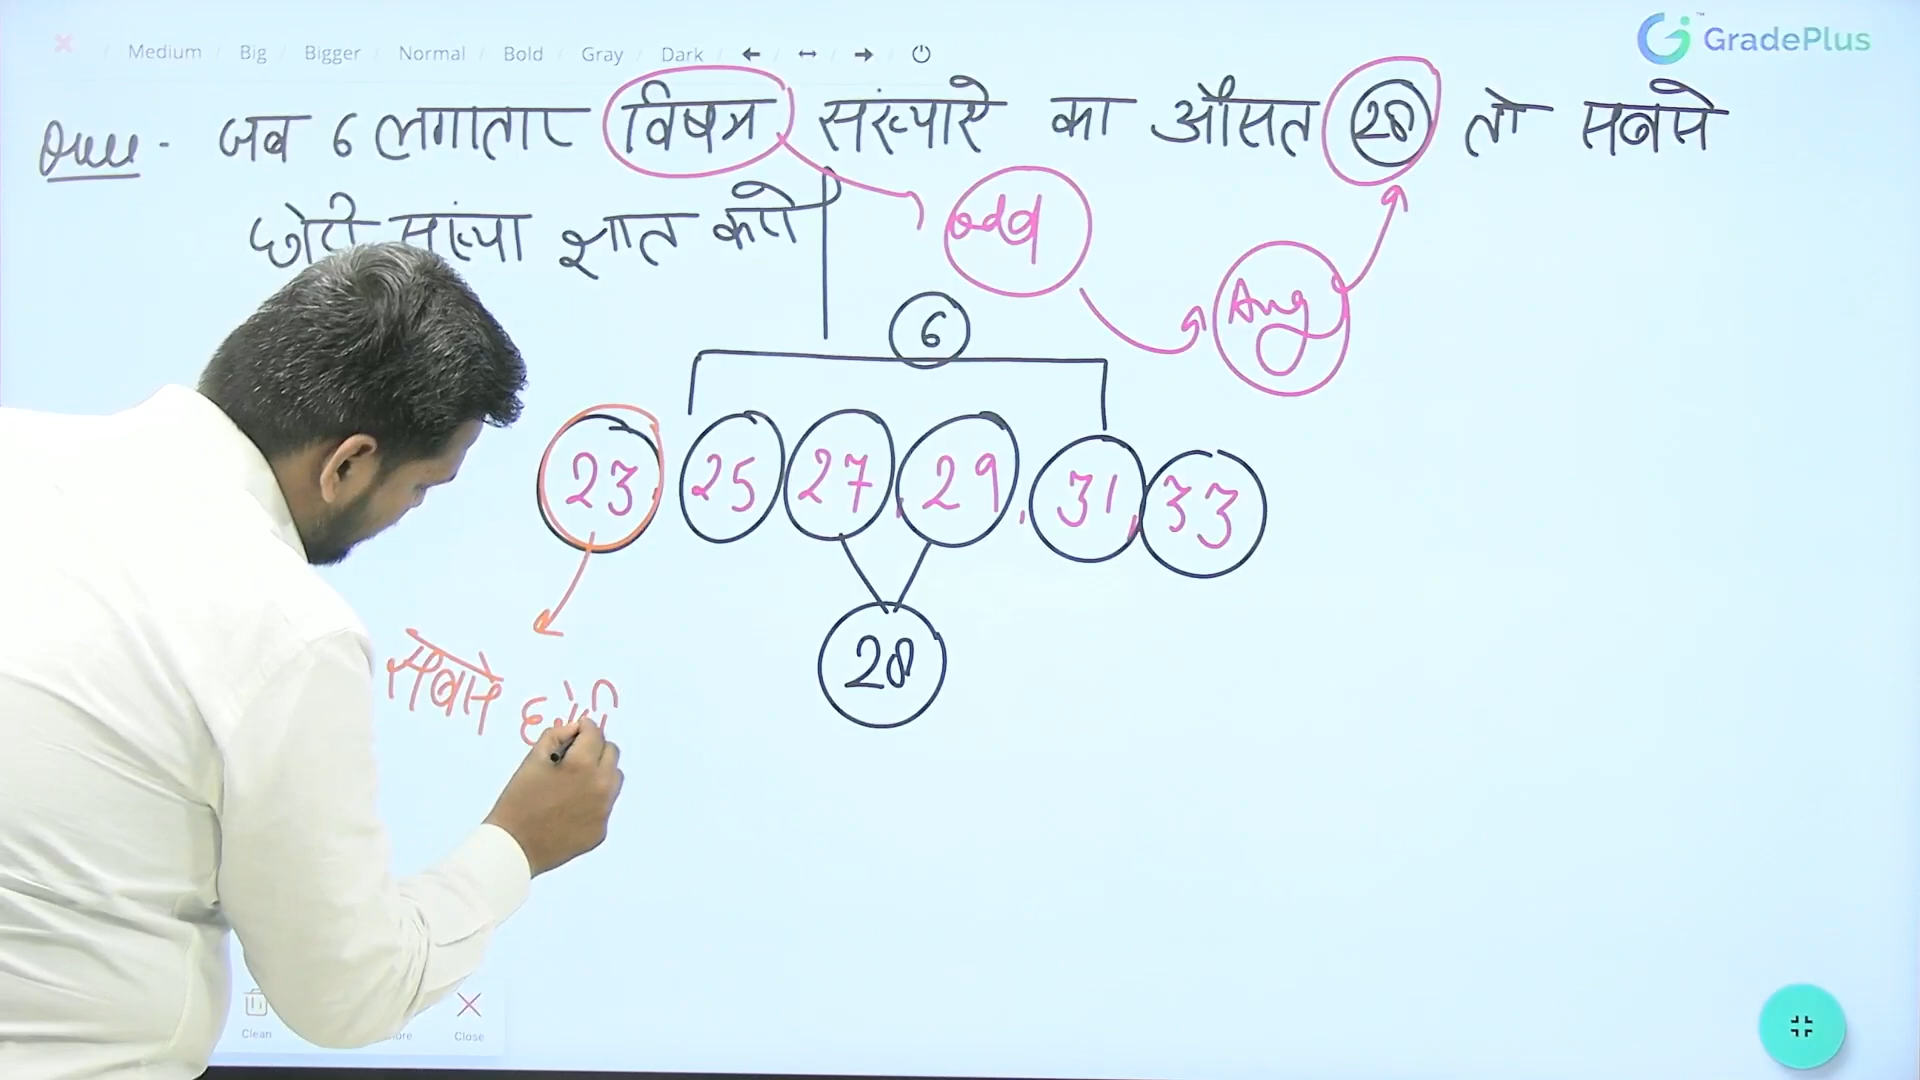 GradePlus
Medium / Big / Bigger / Normal / Bold / Gray / Dark
Que - जब 6 लगातार विषम संख्याऐ का औसत 28 तो सबसे
छोटी संख्या ज्ञात करो
odd
Avg
6
23 25 27, 29, 31, 33
28
सबसे छोटी
Clean
Close